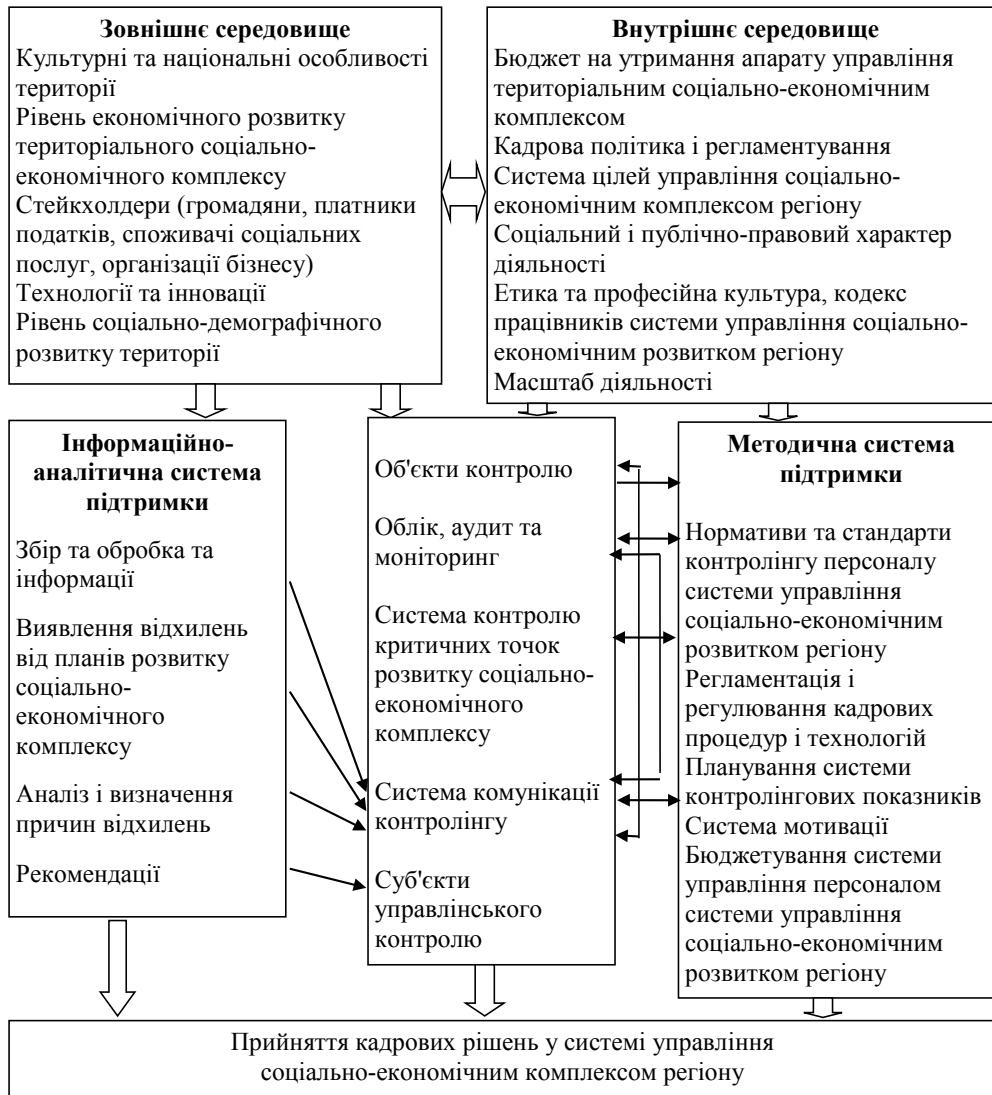 Зовнішнє середовище
Культурні та національні особливості
території
Рівень економічного розвитку
територіального соціально-
економічного комплексу
Стейкхолдери (громадяни, платники
податків, споживачі соціальних
послуг, організації бізнесу)
Технології та інновації
Рівень соціально-демографічного
розвитку території
Внутрішнє середовище
Бюджет на утримання апарату управління
територіальним соціально-економічним
комплексом
Кадрова політика і регламентування
Система цілей управління соціально-
економічним комплексом регіону
Соціальний і публічно-правовий характер
діяльності
Етика та професійна культура, кодекс
працівників системи управління соціально-
економічним розвитком регіону
Масштаб діяльності
Інформаційно-
аналітична система
підтримки
Збір та обробка та
інформації
Виявлення відхилень
від планів розвитку
соціально-
економічного
комплексу
Аналіз і визначення
причин відхилень
Рекомендації
Об'єкти контролю
Облік, аудит та
моніторинг
Система контролю
критичних точок
розвитку соціально-
економічного
комплексу
Система комунікації
контролінгу
Суб'єкти
управлінського
контролю
Методична система
підтримки
Нормативи та стандарти
контролінгу персоналу
системи управління
соціально-економічним
розвитком регіону
Регламентація і
регулювання кадрових
процедур і технологій
Планування системи
контролінгових показників
Система мотивації
Бюджетування системи
управління персоналом
системи управління
соціально-економічним
розвитком регіону
Прийняття кадрових рішень у системі управління
соціально-економічним комплексом регіону